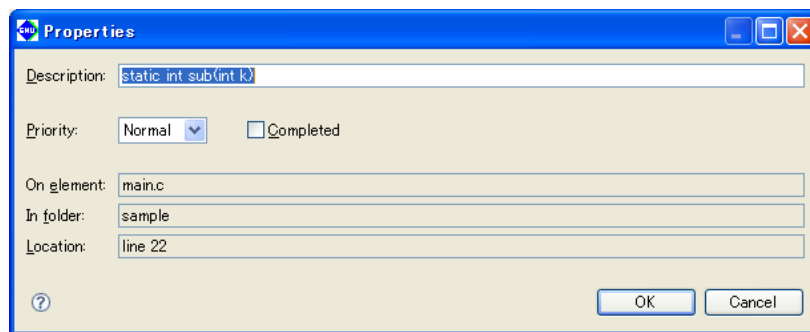 GNU Properties
Description: static int sub(int k)
Priority: Normal Completed
On element: main.c
In folder: sample
Location: line 22
?
OK Cancel